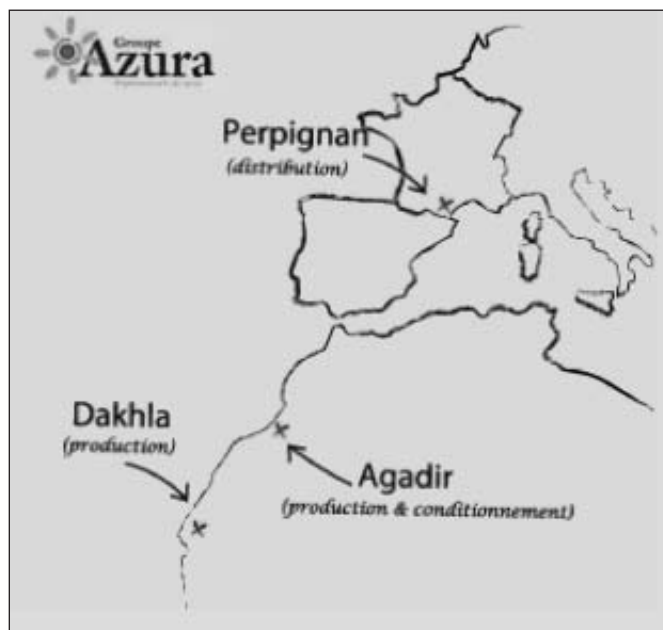 Groupe
Azura
Perpignan
(distribution)
Dakhla
(production)
Agadir
(production & conditionnement)